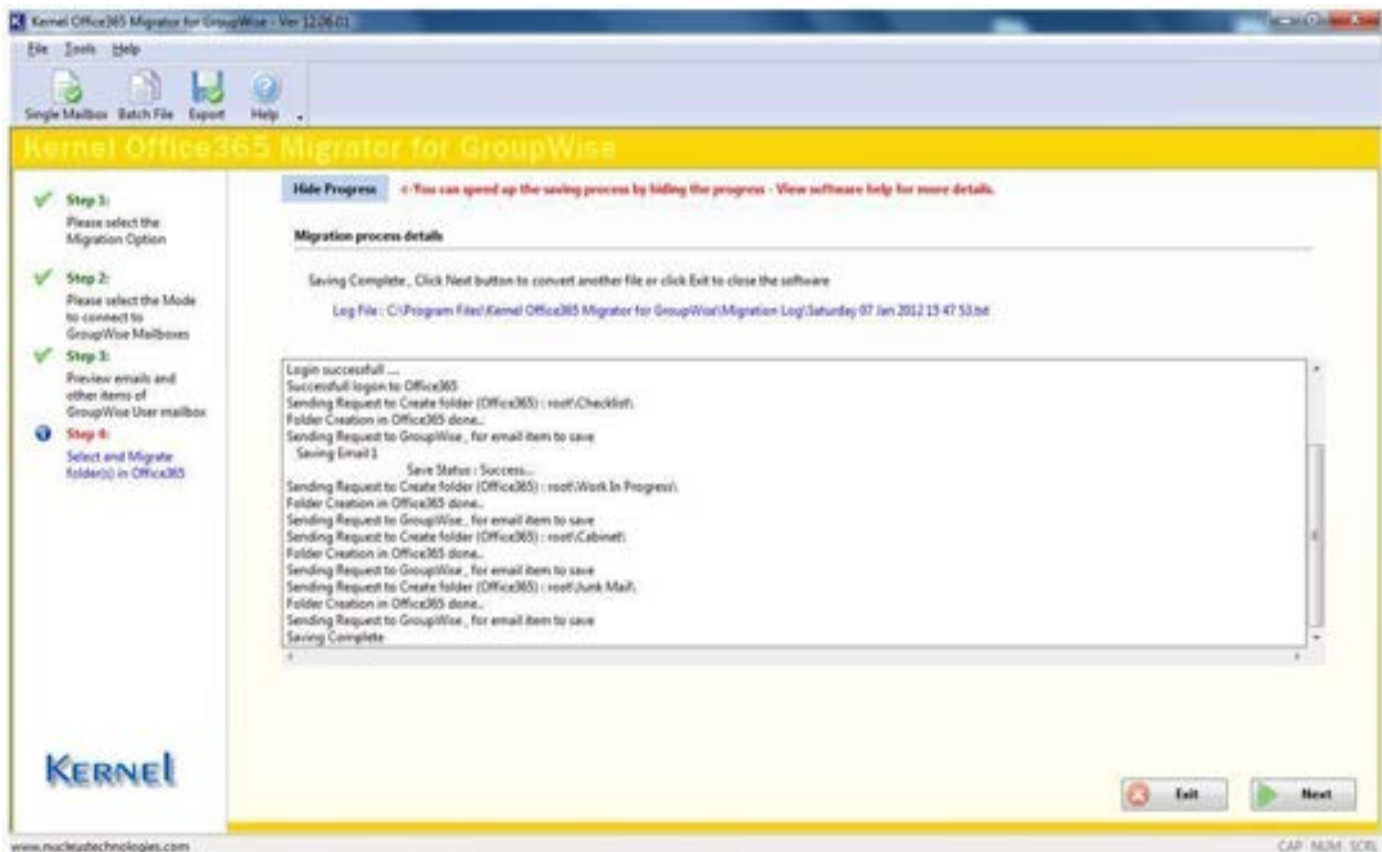 Kernel Office365 Migrator for GroupWise - Ver 12.06.01
File Tools Help
Single Mailbox Batch File Export Help
Kernel Office365 Migrator for GroupWise
Hide Progress <-You can speed up the saving process by hiding the progress - View software help for more details.
Step 1:
Please select the
Migration Option
Step 2:
Please select the Mode
to connect to
GroupWise Mailboxes
Step 3:
Preview emails and
other items of
GroupWise User mailbox
Step 4:
Select and Migrate
folder(s) in Office365
Migration process details
Saving Complete , Click Next button to convert another file or click Exit to close the software
Log File : C:\Program Files\Kernel Office365 Migrator for GroupWise\Migration Log\Saturday 07 Jan 2012 15 47 53.txt
Login successfull ....
Successfull logon to Office365
Sending Request to Create folder (Office365) : root\Checklist\
Folder Creation in Office365 done..
Sending Request to GroupWise , for email item to save
Saving Email 1
Save Status : Success...
Sending Request to Create folder (Office365) : root\Work In Progress\
Folder Creation in Office365 done..
Sending Request to GroupWise , for email item to save
Sending Request to Create folder (Office365) : root\Cabinet\
Folder Creation in Office365 done..
Sending Request to GroupWise , for email item to save
Sending Request to Create folder (Office365) : root\Junk Mail\
Folder Creation in Office365 done..
Sending Request to GroupWise , for email item to save
Saving Complete
KERNEL
Exit Next
www.nucleustechnologies.com
CAP NUM SCRL